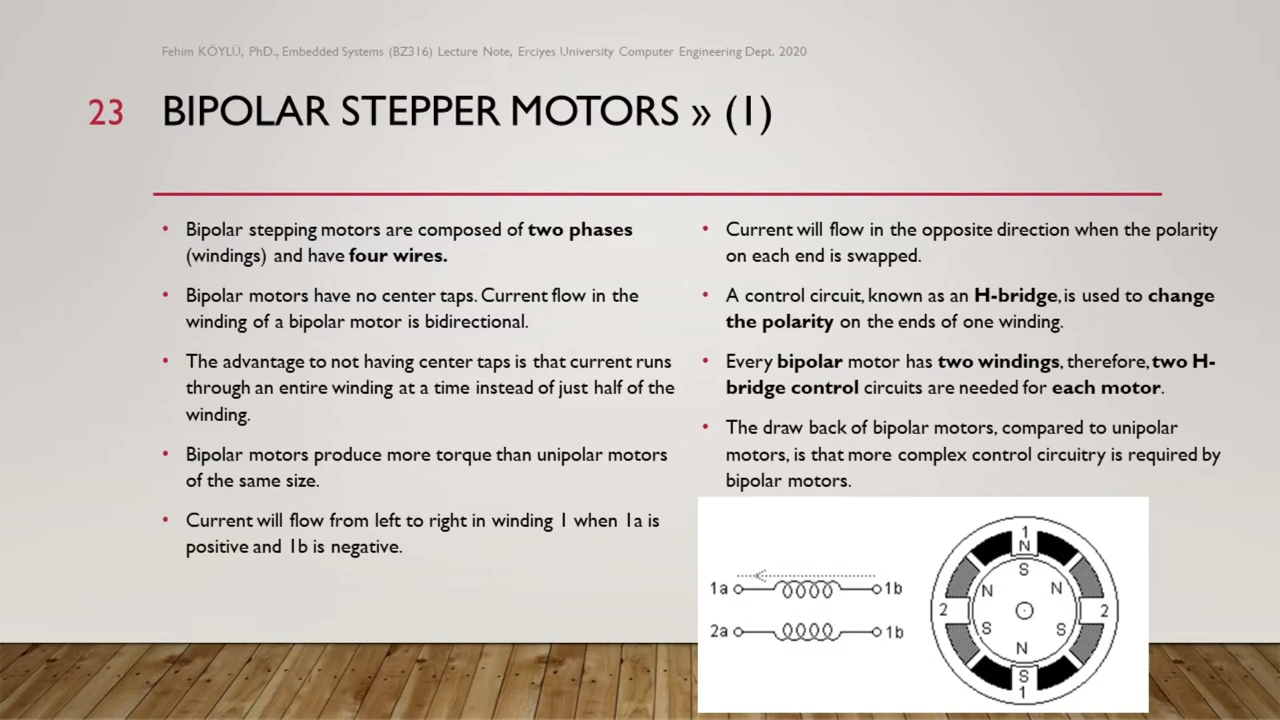 Fehim KÖYLÜ, PhD., Embedded Systems (BZ316) Lecture Note, Erciyes University Computer Engineering Dept. 2020
23
BIPOLAR STEPPER MOTORS » (1)
• Bipolar stepping motors are composed of two phases
(windings) and have four wires.
• Bipolar motors have no center taps. Current flow in the
winding of a bipolar motor is bidirectional.
• The advantage to not having center taps is that current runs
through an entire winding at a time instead of just half of the
winding.
• Bipolar motors produce more torque than unipolar motors
of the same size.
• Current will flow from left to right in winding 1 when 1a is
positive and 1b is negative.
• Current will flow in the opposite direction when the polarity
on each end is swapped.
• A control circuit, known as an H-bridge, is used to change
the polarity on the ends of one winding.
• Every bipolar motor has two windings, therefore, two H-
bridge control circuits are needed for each motor.
• The draw back of bipolar motors, compared to unipolar
motors, is that more complex control circuitry is required by
bipolar motors.
1a 1b
2a 1b
1
N
S
N N
2 2
S S
N
S
1